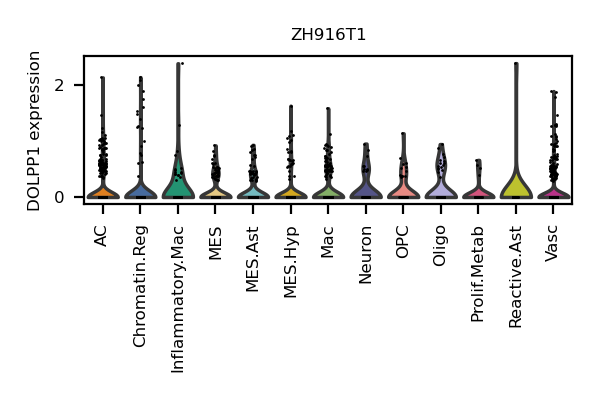 ZH916T1
DOLPP1 expression
2
0
AC
Chromatin.Reg
Inflammatory.Mac
MES
MES.Ast
MES.Hyp
Mac
Neuron
OPC
Oligo
Prolif.Metab
Reactive.Ast
Vasc